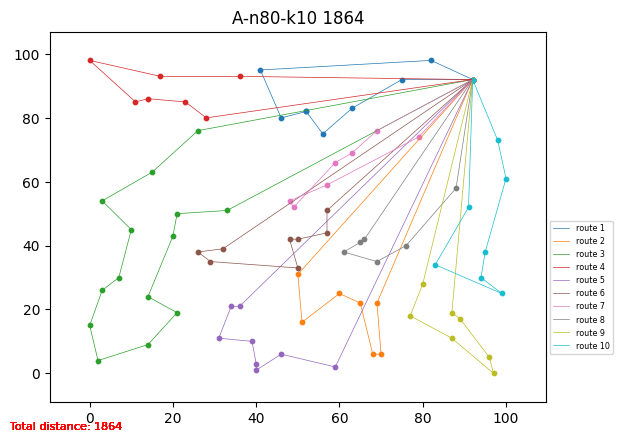 A-n80-k10 1864
100
80
60
40
20
0
0
20
40
60
80
100
route 1
route 2
route 3
route 4
route 5
route 6
route 7
route 8
route 9
route 10
Total distance: 1864